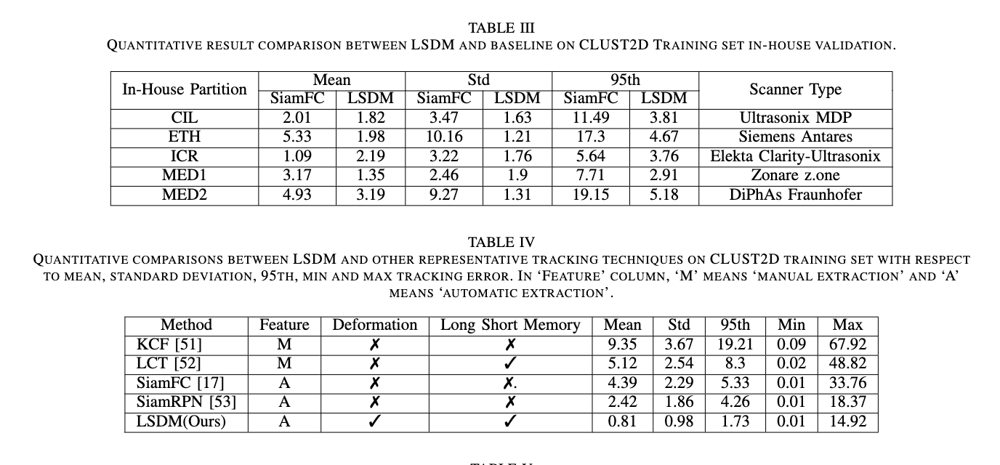 TABLE III
QUANTITATIVE RESULT COMPARISON BETWEEN LSDM AND BASELINE ON CLUST2D TRAINING SET IN-HOUSE VALIDATION.
In-House Partition Mean Std 95th Scanner Type
SiamFC LSDM SiamFC LSDM SiamFC LSDM
CIL 2.01 1.82 3.47 1.63 11.49 3.81 Ultrasonix MDP
ETH 5.33 1.98 10.16 1.21 17.3 4.67 Siemens Antares
ICR 1.09 2.19 3.22 1.76 5.64 3.76 Elekta Clarity-Ultrasonix
MED1 3.17 1.35 2.46 1.9 7.71 2.91 Zonare z.one
MED2 4.93 3.19 9.27 1.31 19.15 5.18 DiPhAs Fraunhofer
TABLE IV
QUANTITATIVE COMPARISONS BETWEEN LSDM AND OTHER REPRESENTATIVE TRACKING TECHNIQUES ON CLUST2D TRAINING SET WITH RESPECT
TO MEAN, STANDARD DEVIATION, 95TH, MIN AND MAX TRACKING ERROR. IN ‘FEATURE’ COLUMN, ‘M’ MEANS ‘MANUAL EXTRACTION’ AND ‘A’
MEANS ‘AUTOMATIC EXTRACTION’.
Method Feature Deformation Long Short Memory Mean Std 95th Min Max
KCF [51] M ✗ ✗ 9.35 3.67 19.21 0.09 67.92
LCT [52] M ✗ ✓ 5.12 2.54 8.3 0.02 48.82
SiamFC [17] A ✗ ✗. 4.39 2.29 5.33 0.01 33.76
SiamRPN [53] A ✗ ✗ 2.42 1.86 4.26 0.01 18.37
LSDM(Ours) A ✓ ✓ 0.81 0.98 1.73 0.01 14.92